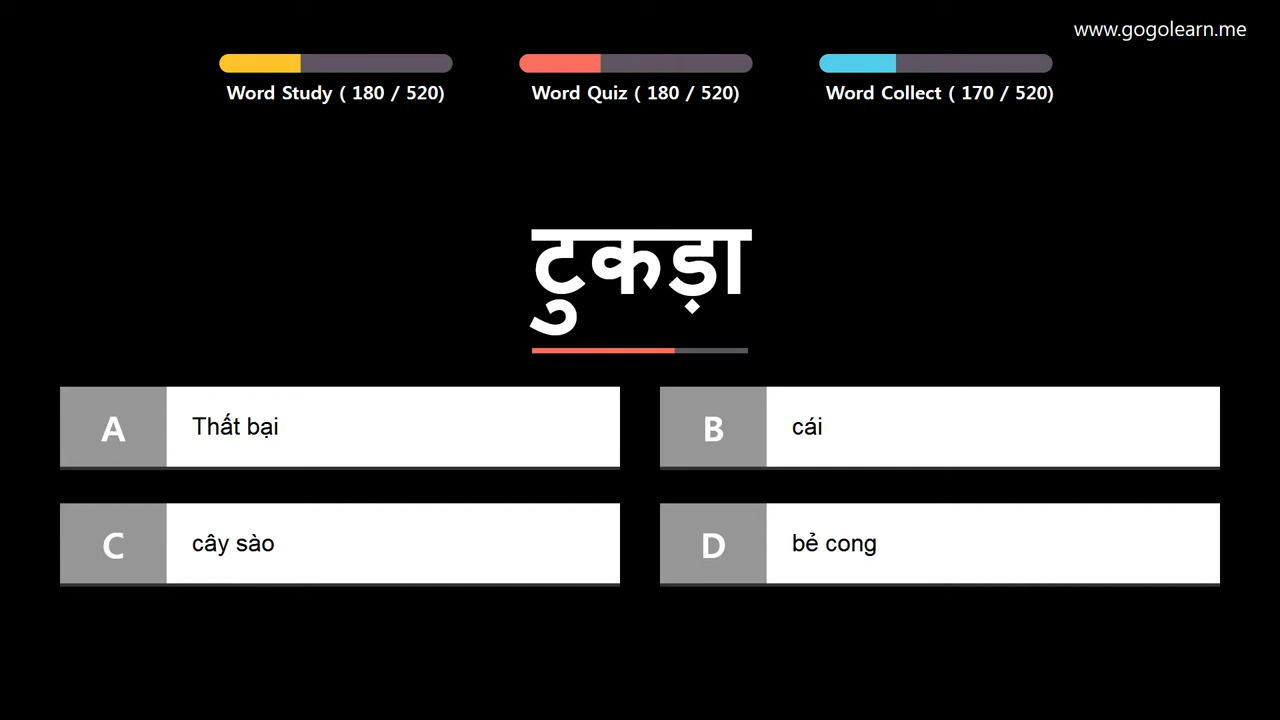 www.gogolearn.me
Word Study ( 180 / 520)
Word Quiz ( 180 / 520)
Word Collect ( 170 / 520)
टुकड़ा
A Thất bại
B cái
C cây sào
D bẻ cong